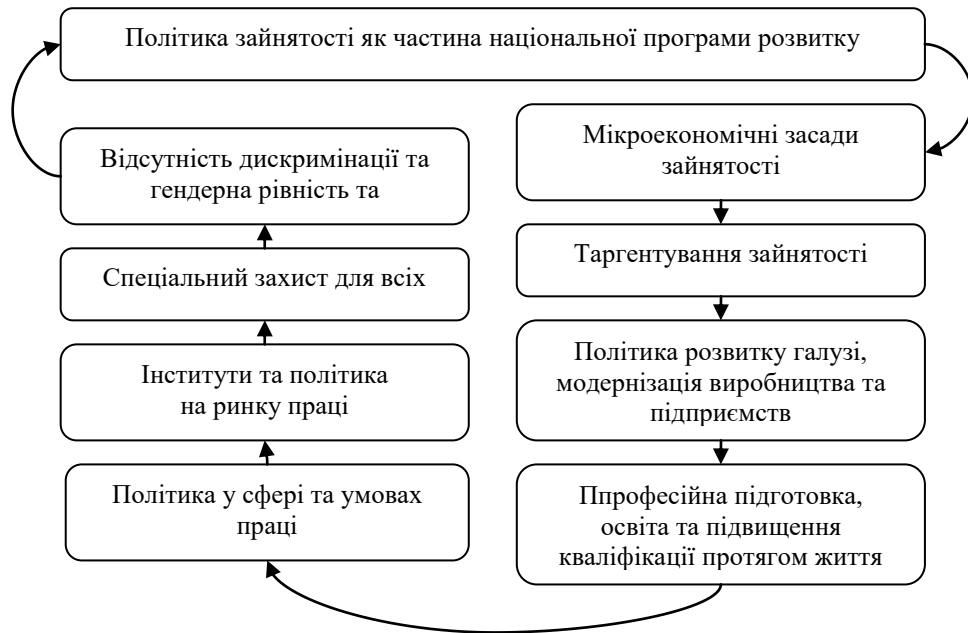 Політика зайнятості як частина національної програми розвитку
Мікроекономічні засади
зайнятості
Таргентування зайнятості
Політика розвитку галузі,
модернізація виробництва та
підприємств
Ппрофесійна підготовка,
освіта та підвищення
кваліфікації протягом життя
Політика у сфері та умовах
праці
Інститути та політика
на ринку праці
Спеціальний захист для всіх
Відсутність дискримінації та
гендерна рівність та